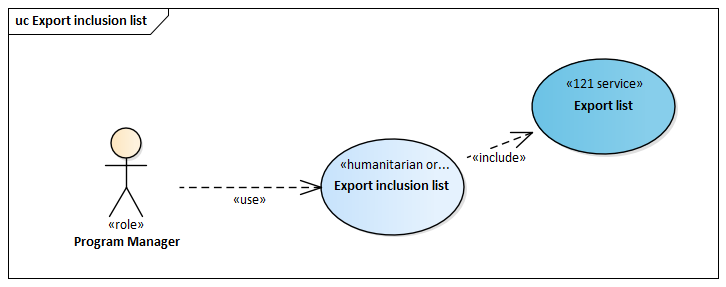 uc Export inclusion list
«121 service»
Export list
«humanitarian or...
Export inclusion list
«include»
«use»
«role»
Program Manager